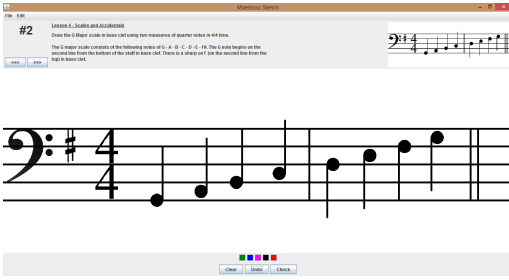 Maestoso Sketch
File Edit
#2
Lesson 4 - Scales and Accidentals
Draw the G Major scale in bass clef using two measures of quarter notes in 4/4 time.
The G major scale consists of the following notes of G - A - B - C - D - E - F#. The G note begins on the
second line from the bottom of the staff in bass clef. There is a sharp on F (on the second line from the
top) in bass clef.
<<< >>>
4
4
Clear Undo Check